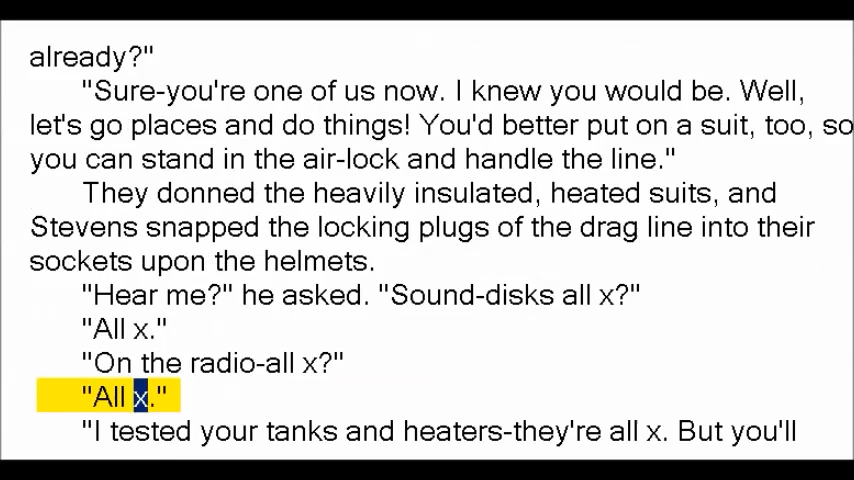 already?"
"Sure-you're one of us now. I knew you would be. Well,
let's go places and do things! You'd better put on a suit, too, so
you can stand in the air-lock and handle the line."
They donned the heavily insulated, heated suits, and
Stevens snapped the locking plugs of the drag line into their
sockets upon the helmets.
"Hear me?" he asked. "Sound-disks all x?"
"All x."
"On the radio-all x?"
"All x."
"I tested your tanks and heaters-they're all x. But you'll